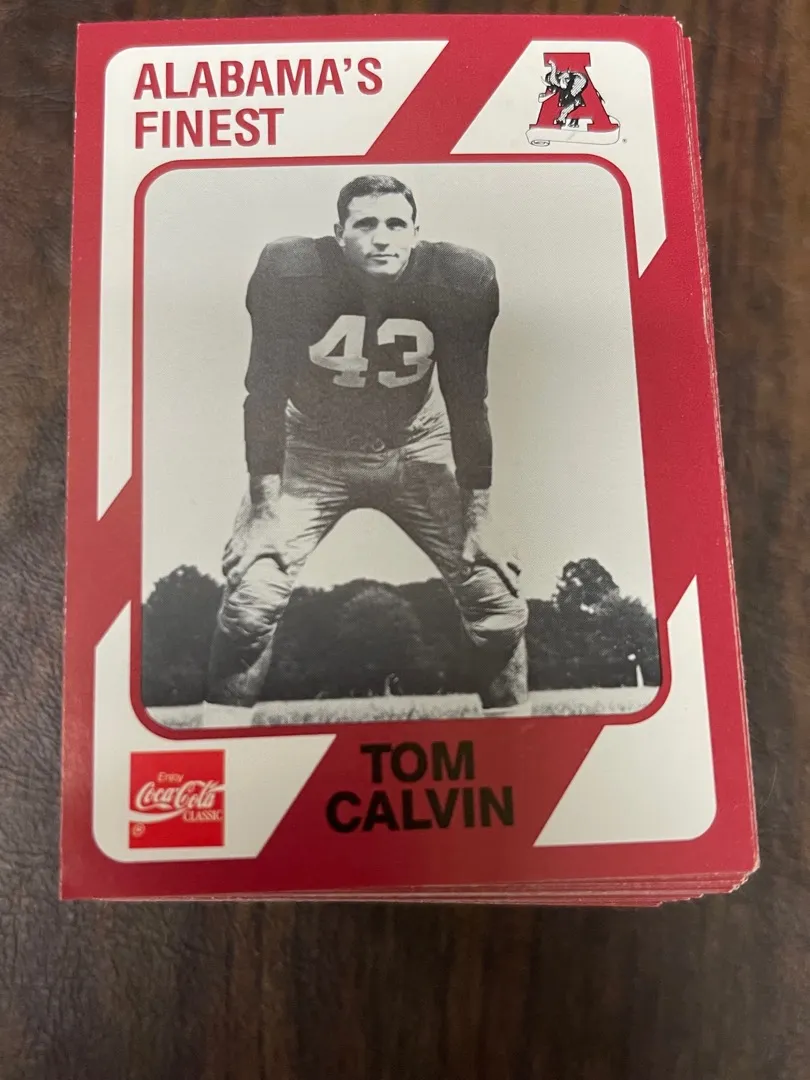 ALABAMA'S
FINEST
43
Enjoy
Coca-Cola
CLASSIC
®
TOM
CALVIN